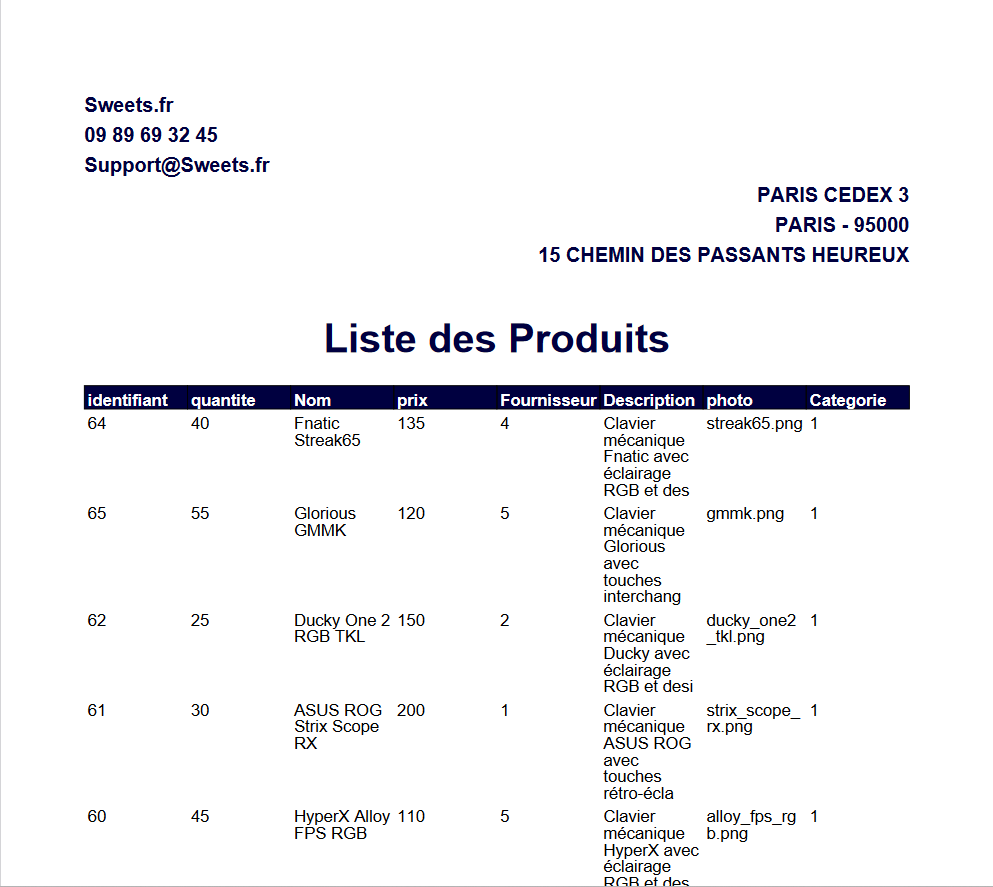 Sweets.fr
09 89 69 32 45
Support@Sweets.fr
PARIS CEDEX 3
PARIS - 95000
15 CHEMIN DES PASSANTS HEUREUX
Liste des Produits
identifiant quantite Nom prix Fournisseur Description photo Categorie
64 40 Fnatic 135 4 Clavier streak65.png 1
Streak65 mécanique
Fnatic avec
éclairage
RGB et des
65 55 Glorious 120 5 Clavier gmmk.png 1
GMMK mécanique
Glorious
avec
touches
interchang
62 25 Ducky One 2 150 2 Clavier ducky_one2 1
RGB TKL mécanique _tkl.png
Ducky avec
éclairage
RGB et desi
61 30 ASUS ROG 200 1 Clavier strix_scope_ 1
Strix Scope mécanique rx.png
RX ASUS ROG
avec
touches
rétro-écla
60 45 HyperX Alloy 110 5 Clavier alloy_fps_rg 1
FPS RGB mécanique b.png
HyperX avec
éclairage
RGB et des